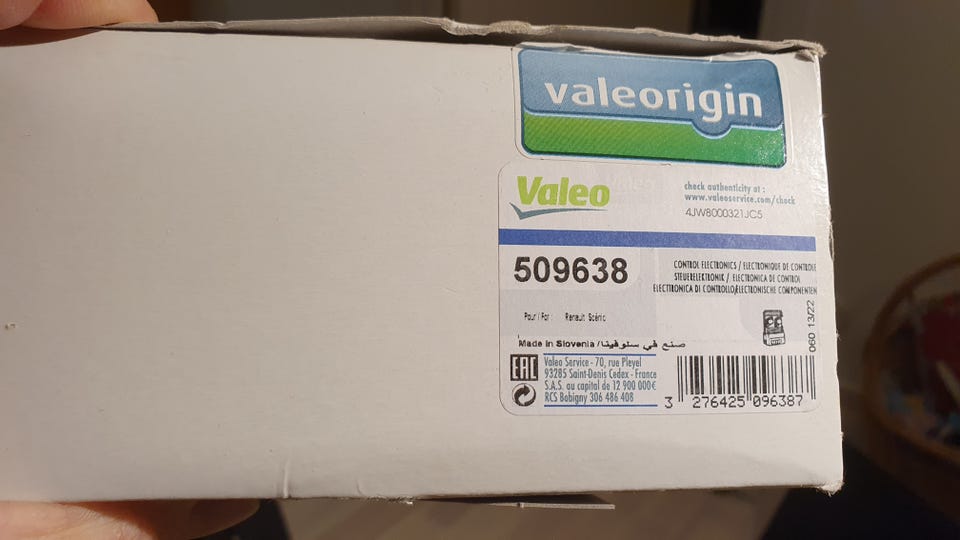 valeorigin
Valeo
check authenticity at :
www.valeoservice.com/check
4JW8000321JC5
509638
CONTROL ELECTRONICS / ELECTRONIQUE DE CONTROLE
STEUERELEKTRONIK / ELECTRONICA DE CONTROL
ELECTRONICA DI CONTROLLO/ELEKTRONISCHE COMPONENTEN
Pour / For : Renault Scénic
060 13/22
Made in Slovenia / صنع في سلوفينيا
EAC
Valeo Service - 70, rue Pleyel
93285 Saint-Denis Cedex - France
S.A.S. au capital de 12 900 000€
RCS Bobigny 306 486 408
3 276425 096387